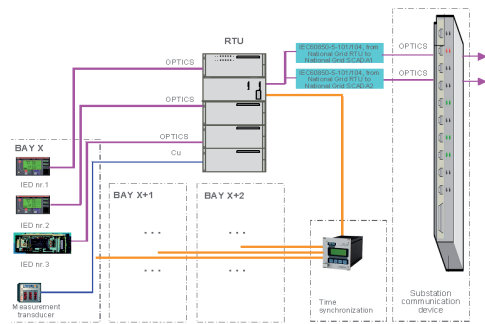 RTU
IEC60850-5-101/104, from
National Grid RTU to
National Grid SCADA1
OPTICS
OPTICS
IEC60850-5-101/104, from
National Grid RTU to
National Grid SCADA2
OPTICS
OPTICS
OPTICS
Cu
BAY X
IED nr.1
IED nr.2
IED nr.3
Measurement
transducer
BAY X+1
...
...
BAY X+2
...
...
Time
synchronization
Substation
communication
device